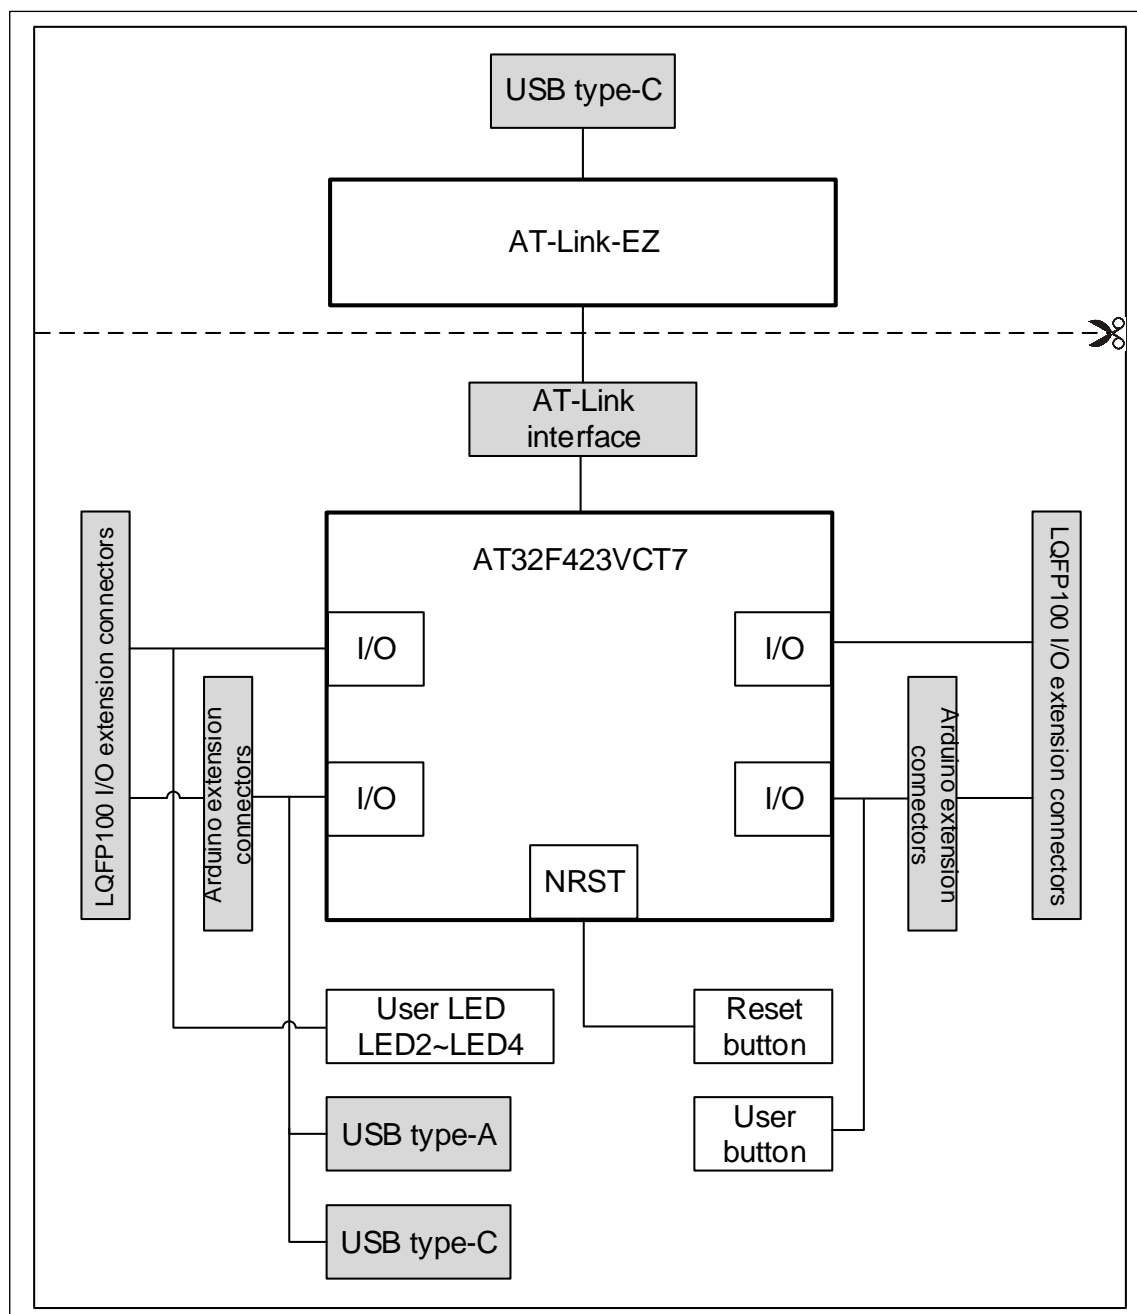 USB type-C
AT-Link-EZ
AT-Link
interface
AT32F423VCT7
LQFP100 I/O extension connectors
LQFP100 I/O extension connectors
I/O
I/O
Arduino extension
connectors
Arduino extension
connectors
I/O
I/O
NRST
User LED
LED2~LED4
Reset
button
USB type-A
User
button
USB type-C